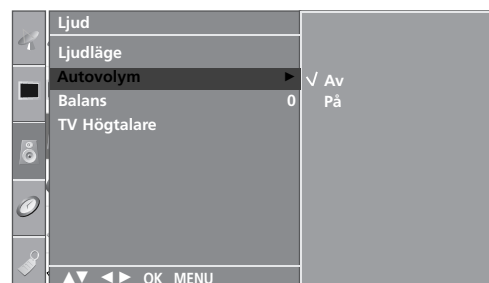 Ljud
Ljudläge
Autovolym ► √ Av
Balans 0 På
TV Högtalare
▲▼ ◄► OK MENU